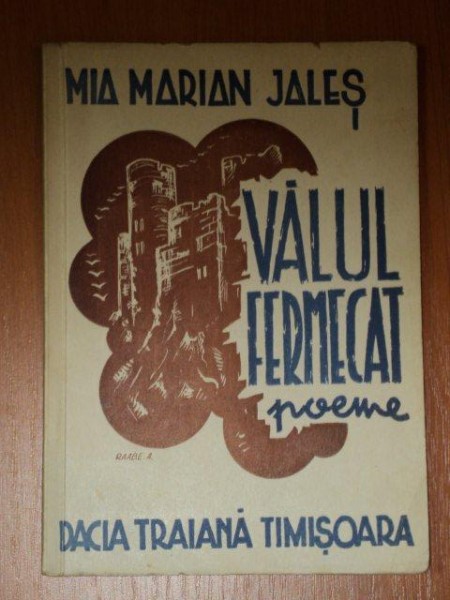 MIA MARIAN JALEȘ
VĂLUL
FERMECAT
poeme
DACIA TRAIANĂ TIMIȘOARA